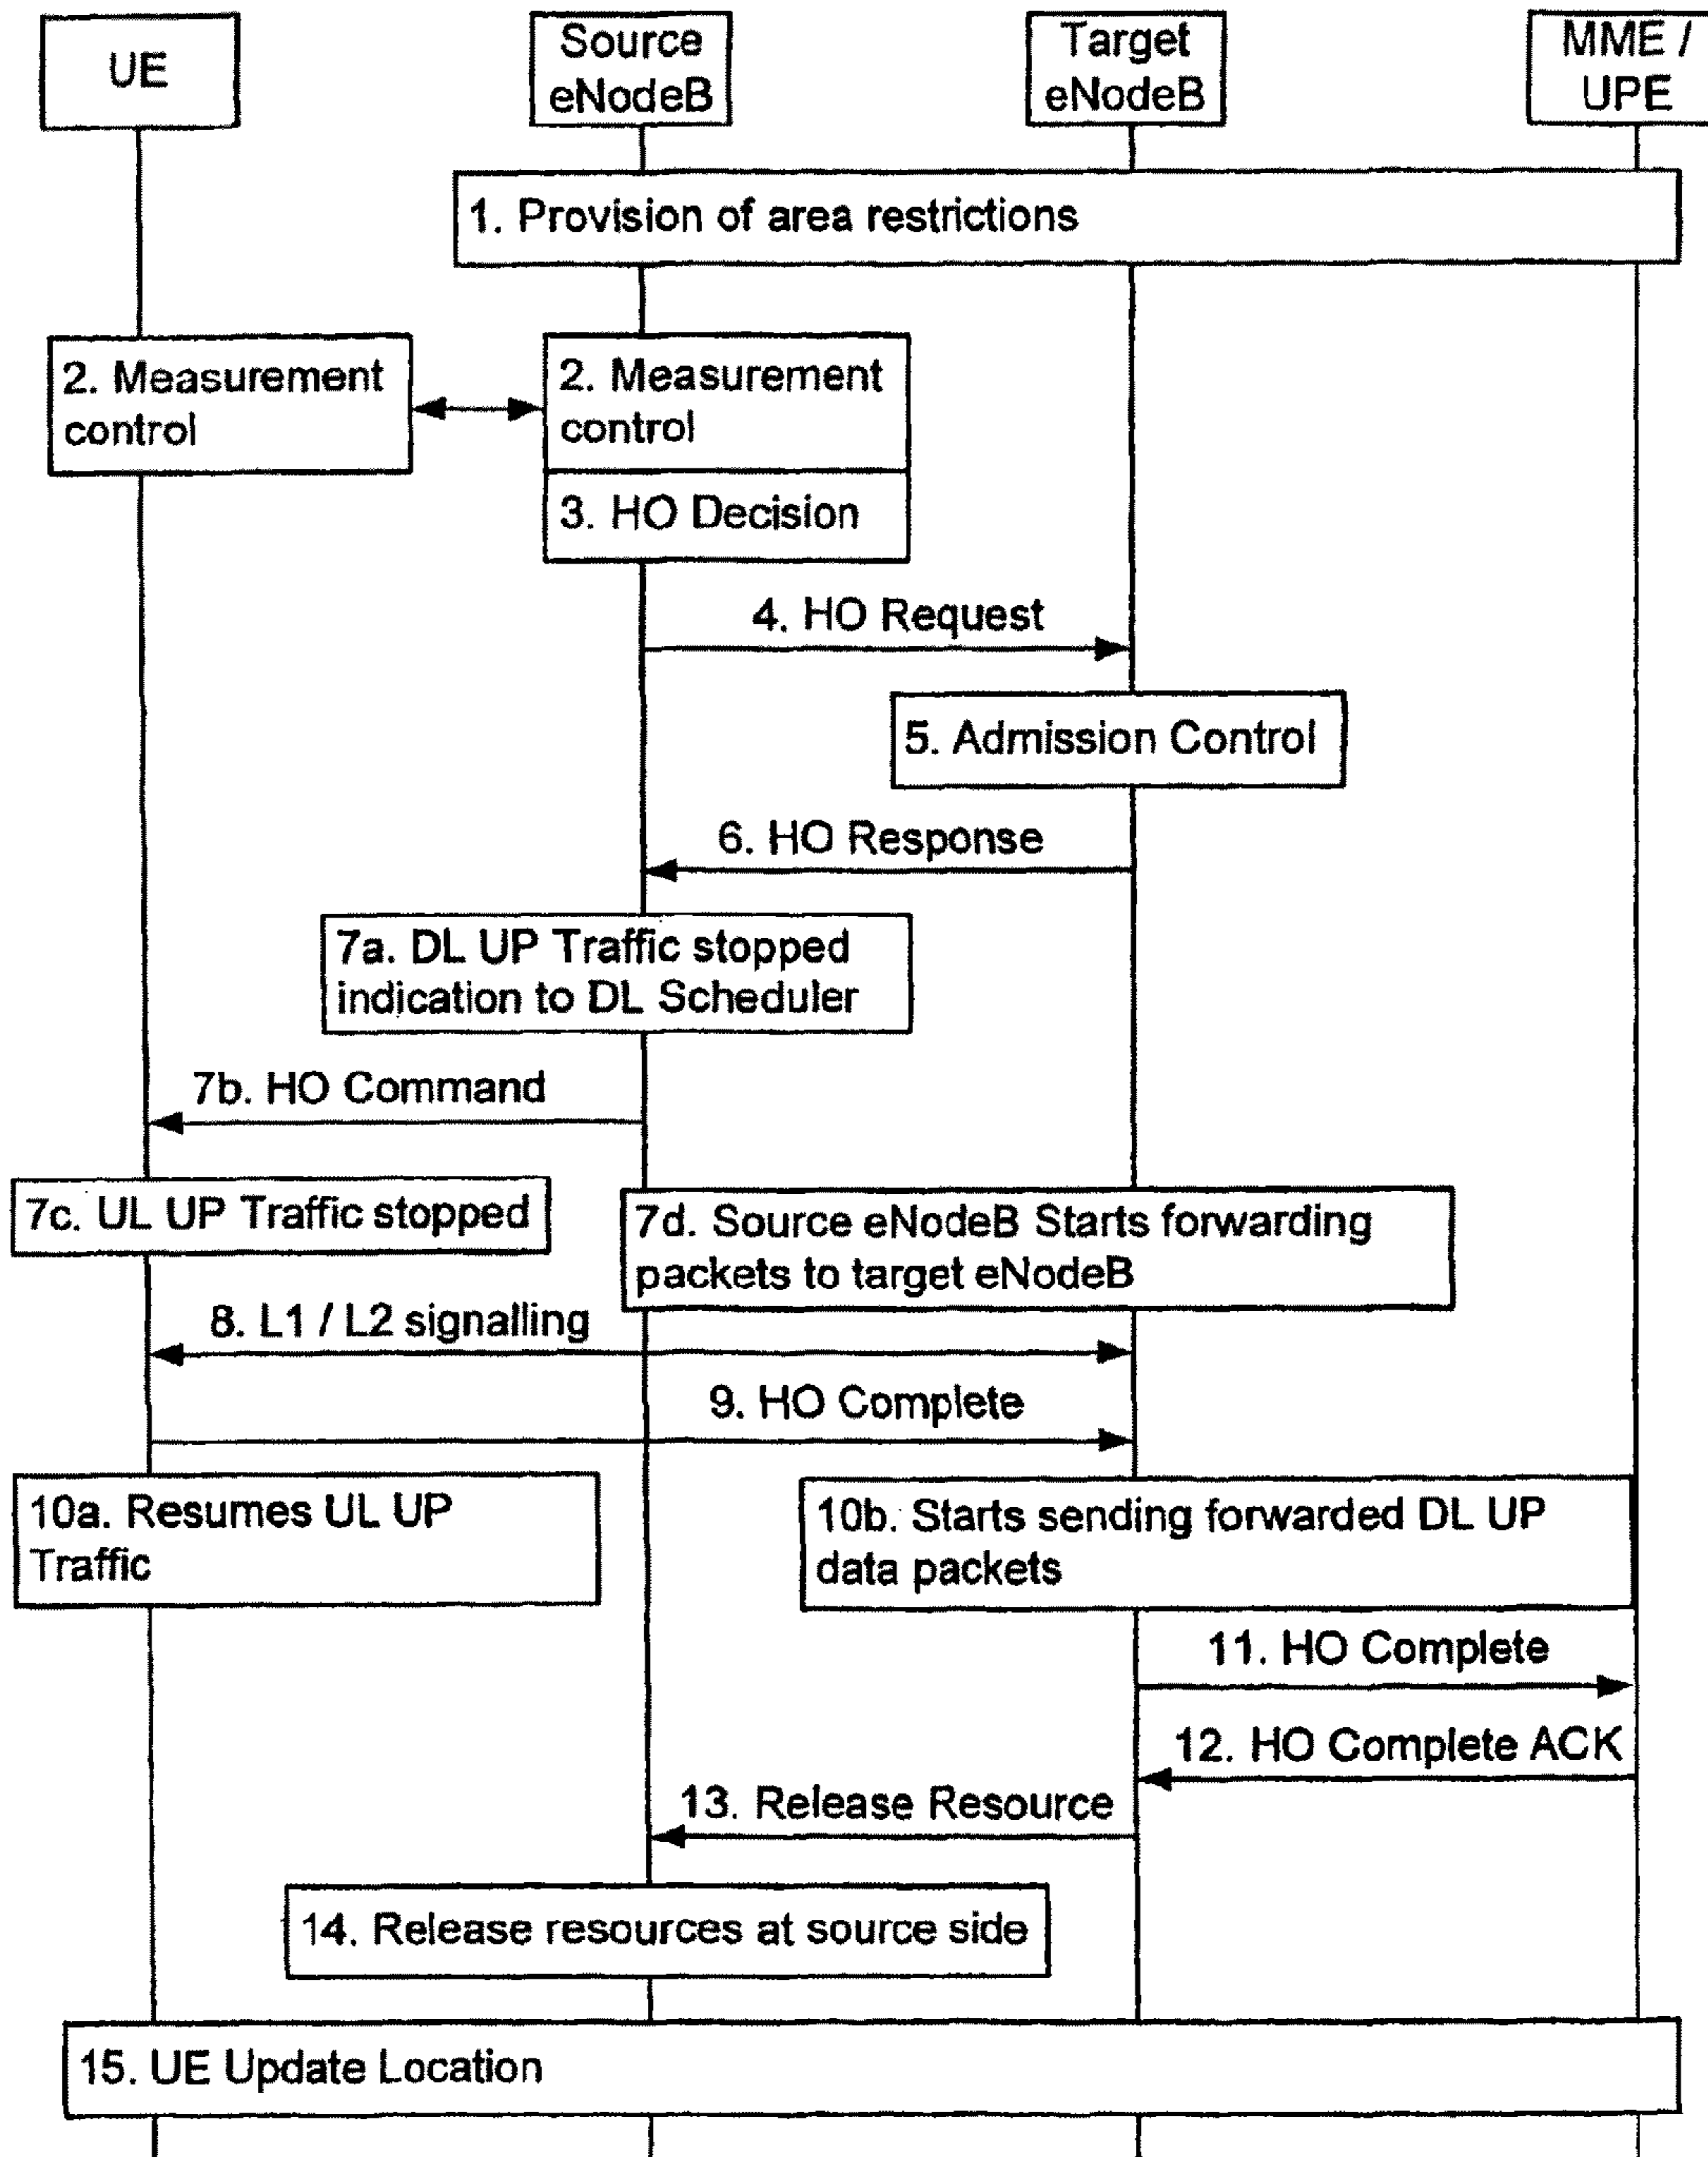 UE
Source
eNodeB
Target
eNodeB
MME /
UPE
1. Provision of area restrictions
2. Measurement
control
2. Measurement
control
3. HO Decision
4. HO Request
5. Admission Control
6. HO Response
7a. DL UP Traffic stopped
indication to DL Scheduler
7b. HO Command
7c. UL UP Traffic stopped
7d. Source eNodeB Starts forwarding
packets to target eNodeB
8. L1 / L2 signalling
9. HO Complete
10a. Resumes UL UP
Traffic
10b. Starts sending forwarded DL UP
data packets
11. HO Complete
12. HO Complete ACK
13. Release Resource
14. Release resources at source side
15. UE Update Location